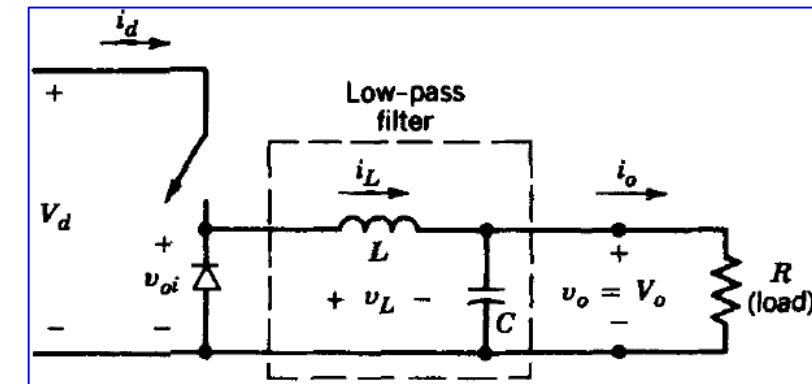 i_d
+
Low-pass
filter
i_L
i_o
V_d
+
v_oi
L
+ v_L -
C
+
v_o = V_o
-
R
(load)
-
-